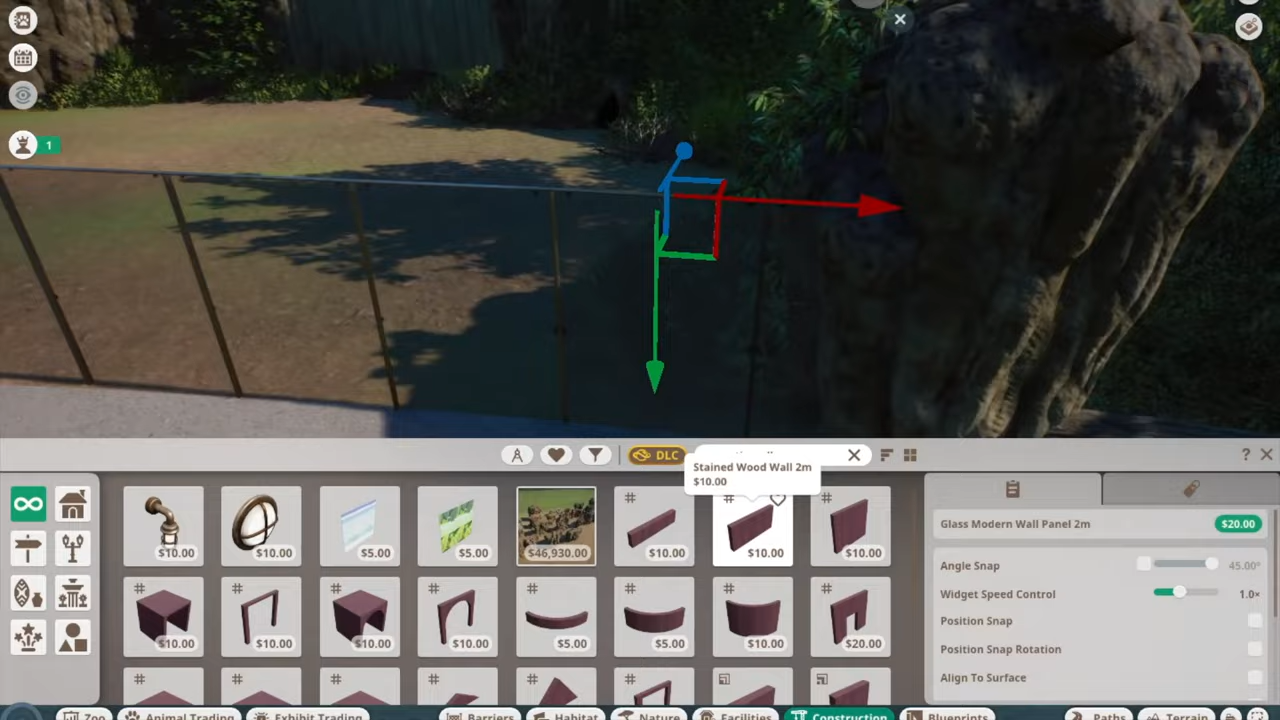 1
DLC
Stained Wood Wall 2m
$10.00
$10.00
$10.00
$5.00
$5.00
$46,930.00
$10.00
$10.00
$10.00
$10.00
$10.00
$10.00
$10.00
$5.00
$5.00
$10.00
$20.00
Glass Modern Wall Panel 2m
$20.00
Angle Snap
45.00°
Widget Speed Control
1.0×
Position Snap
Position Snap Rotation
Align To Surface
Zoo
Animal Trading
Exhibit Trading
Barriers
Habitat
Nature
Facilities
Construction
Blueprints
Paths
Terrain